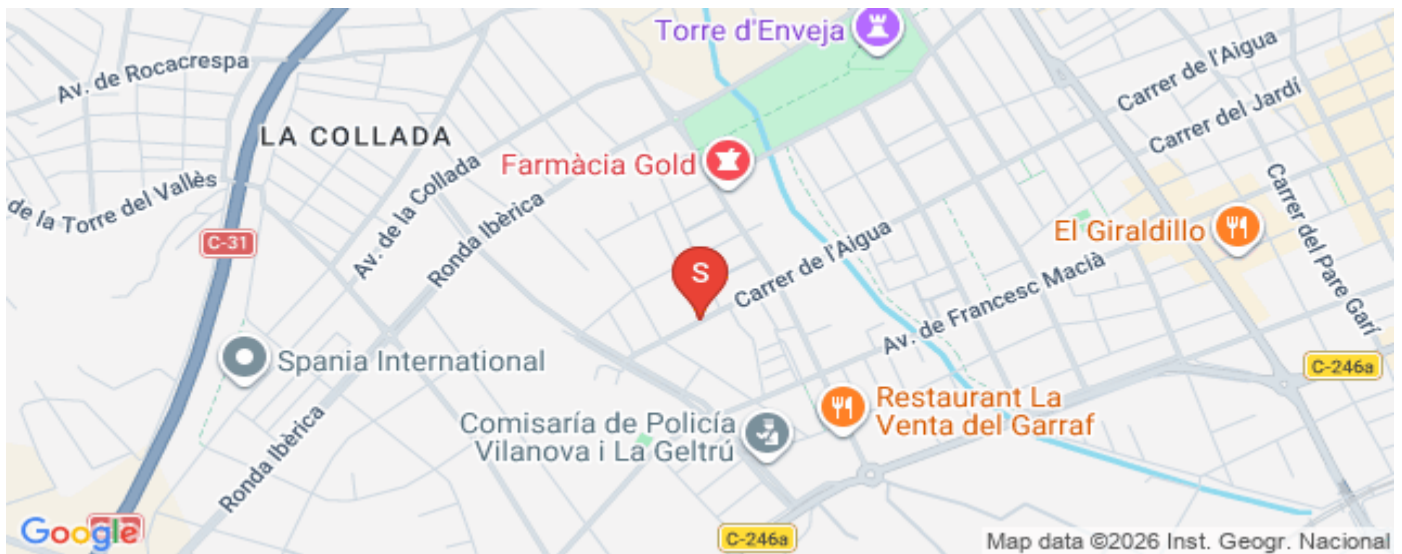 Torre d'Enveja
Av. de Rocacrespa
Carrer de l'Aigua
LA COLLADA
Carrer del Jardí
Farmàcia Gold
Av. de la Collada
de la Torre del Vallès
Ronda Ibèrica
Carrer del Pare Garí
El Giraldillo
C-31
Carrer de l'Aigua
S
Av. de Francesc Macià
Spania International
C-246a
Restaurant La
Venta del Garraf
Comisaría de Policía
Vilanova i La Geltrú
Ronda Ibèrica
Google
C-246a
Map data ©2026 Inst. Geogr. Nacional